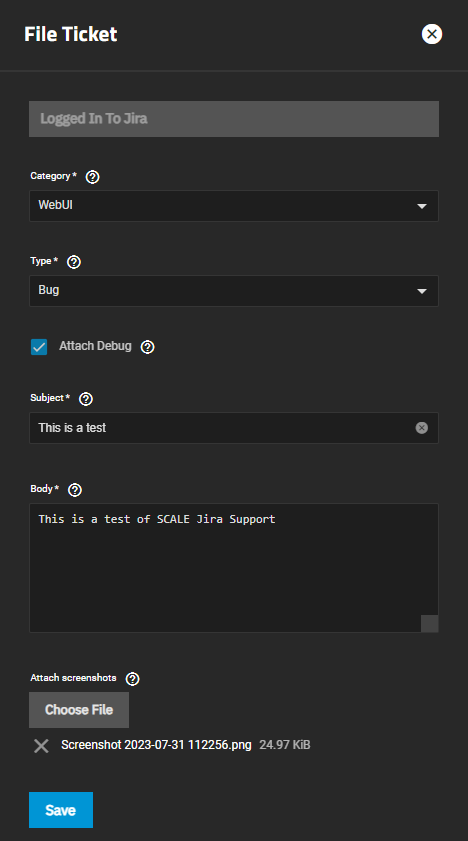 File Ticket
Logged In To Jira
Category *
WebUI
Type *
Bug
Attach Debug
Subject *
This is a test
Body *
This is a test of SCALE Jira Support
Attach screenshots
Choose File
Screenshot 2023-07-31 112256.png 24.97 KiB
Save